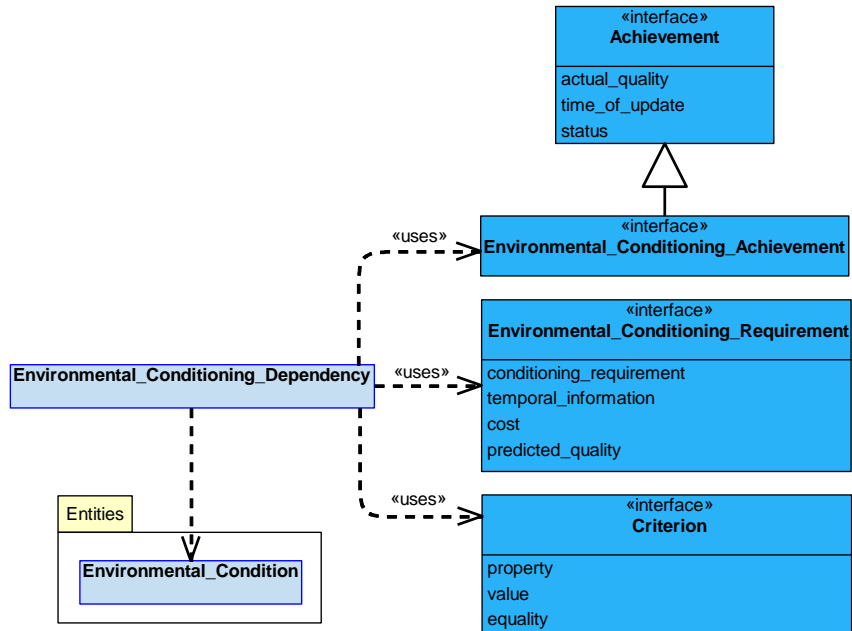 «interface»
Achievement
actual_quality
time_of_update
status
«uses»
«interface»
Environmental_Conditioning_Achievement
«interface»
Environmental_Conditioning_Requirement
conditioning_requirement
temporal_information
cost
predicted_quality
Environmental_Conditioning_Dependency
«uses»
«uses»
«interface»
Criterion
property
value
equality
Entities
Environmental_Condition